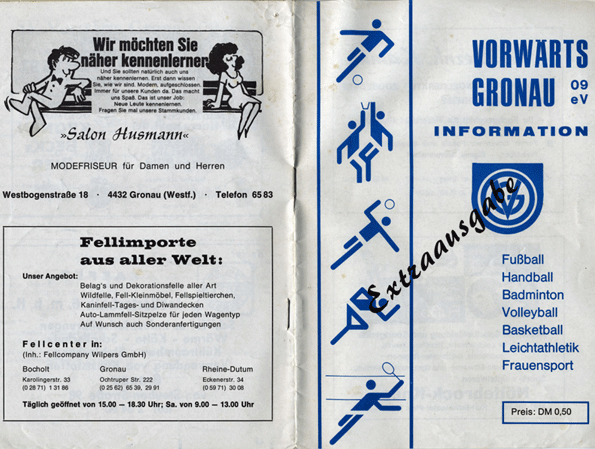 Wir möchten Sie
näher kennenlernen
Und Sie sollten natürlich auch uns
näher kennenlernen. Erst dann wissen
Sie, wie wir sind. Modern, aufgeschlossen.
Immer für unsere Kunden da. Das macht
uns Spaß. Das ist unser Job:
Neue Leute kennenlernen.
Fragen Sie mal unsere Stammkunden.
»Salon Husmann«
MODEFRISEUR für Damen und Herren
Westbogenstraße 18 · 4432 Gronau (Westf.) · Telefon 65 83
Fellimporte
aus aller Welt:
Unser Angebot:
Belag's und Dekorationsfelle aller Art
Wildfelle, Fell-Kleinmöbel, Fellspieltierchen,
Kaninfell-Tages- und Diwandecken
Auto-Lammfell-Sitzpelze für jeden Wagentyp
Auf Wunsch auch Sonderanfertigungen
Fellcenter in:
(Inh.: Fellcompany Wilpers GmbH)
Bocholt Gronau Rheine-Dutum
Karolingerstr. 33 Ochtruper Str. 222 Eckenerstr. 34
(0 28 71) 1 31 86 (0 25 62) 65 39, 29 91 (0 59 71) 30 08
Täglich geöffnet von 15.00 – 18.30 Uhr; Sa. von 9.00 – 13.00 Uhr
VORWÄRTS
GRONAU 09 eV
INFORMATION
VG
Extraausgabe
Fußball
Handball
Badminton
Volleyball
Basketball
Leichtathletik
Frauensport
Preis: DM 0,50